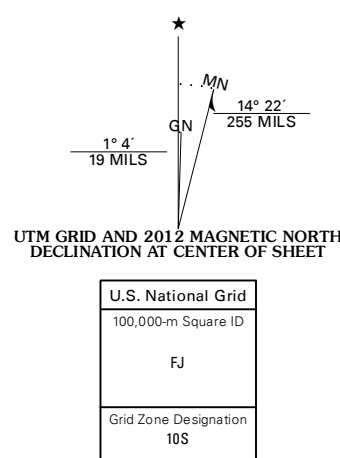 ★
MN
GN
14° 22´
255 MILS
1° 4´
19 MILS
UTM GRID AND 2012 MAGNETIC NORTH
DECLINATION AT CENTER OF SHEET
U.S. National Grid
100,000-m Square ID
FJ
Grid Zone Designation
10S